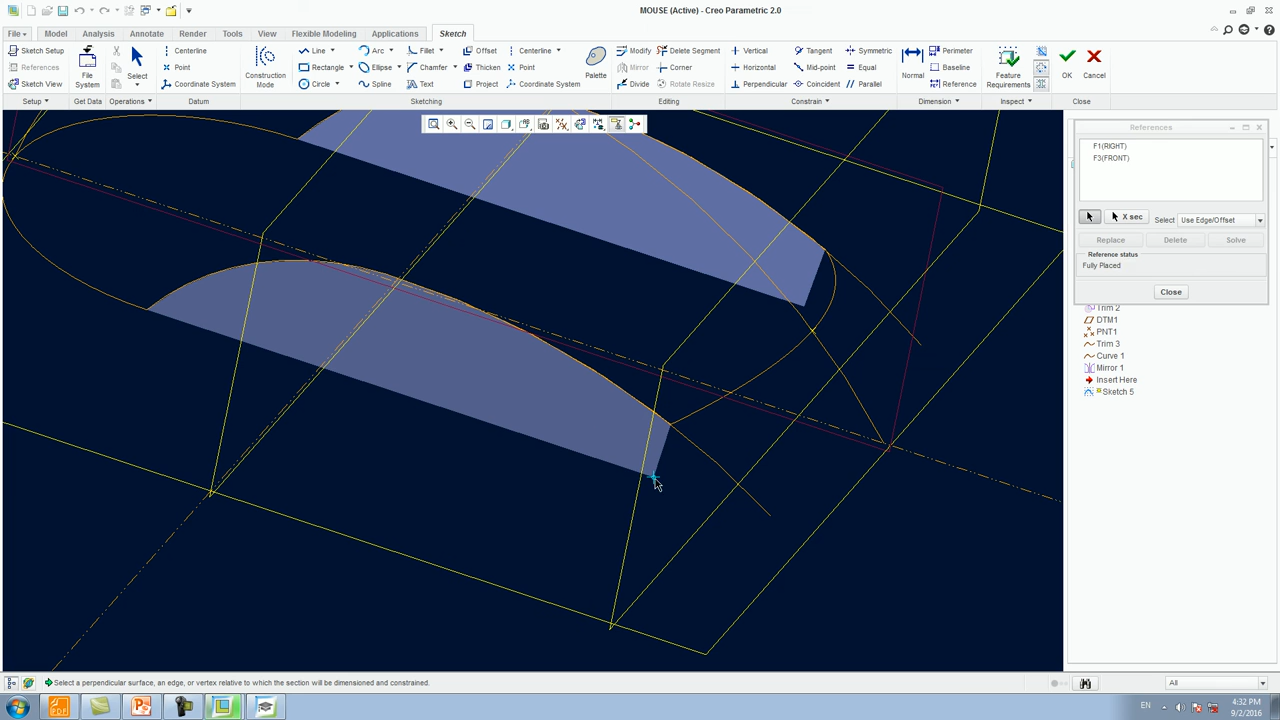 MOUSE (Active) - Creo Parametric 2.0
File Model Analysis Annotate Render Tools View Flexible Modeling Applications Sketch
Sketch Setup
References
Sketch View
Setup
File System
Get Data
Select
Operations
Centerline
Point
Coordinate System
Datum
Construction Mode
Line Arc Fillet Offset Centerline
Rectangle Ellipse Chamfer Thicken Point
Circle Spline Text Project Coordinate System
Palette
Sketching
Modify Delete Segment
Mirror Corner
Divide Rotate Resize
Editing
Vertical Tangent Symmetric
Horizontal Mid-point Equal
Perpendicular Coincident Parallel
Constrain
Normal
Perimeter
Baseline
Reference
Dimension
Feature Requirements
Inspect
OK
Cancel
Close
References
F1(RIGHT)
F3(FRONT)
X sec Select Use Edge/Offset
Replace Delete Solve
Reference status
Fully Placed
Close
Trim 2
DTM1
PNT1
Trim 3
Curve 1
Mirror 1
Insert Here
Sketch 5
Select a perpendicular surface, an edge, or vertex relative to which the section will be dimensioned and constrained.
All
EN
4:32 PM
9/2/2016